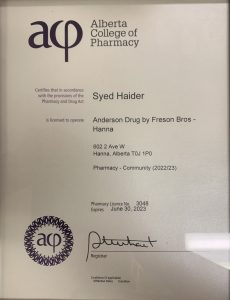 acp
Alberta
College of
Pharmacy
Certifies that in accordance
with the provisions of the
Pharmacy and Drug Act
Syed Haider
is licensed to operate
Anderson Drug by Freson Bros -
Hanna
602 2 Ave W
Hanna, Alberta T0J 1P0
Pharmacy - Community (2022/23)
Pharmacy Licence No. 3046
Expires June 30, 2023
acp
Registrar